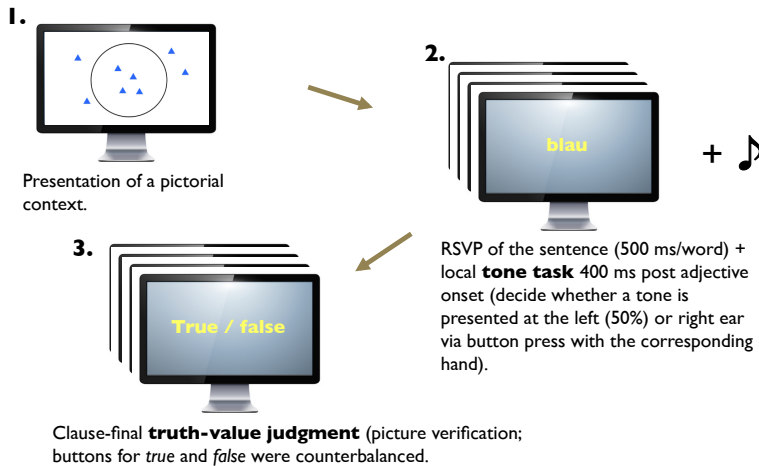 1.
Presentation of a pictorial
context.
2.
blau
+
RSVP of the sentence (500 ms/word) +
local tone task 400 ms post adjective
onset (decide whether a tone is
presented at the left (50%) or right ear
via button press with the corresponding
hand).
3.
True / false
Clause-final truth-value judgment (picture verification;
buttons for true and false were counterbalanced.